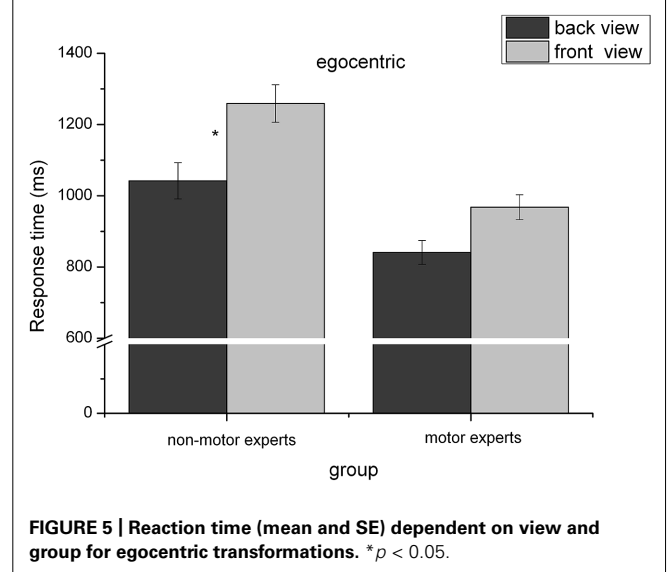 back view
front view
egocentric
1400
1200
1000
800
600
0
Response time (ms)
*
non-motor experts
motor experts
group
FIGURE 5 | Reaction time (mean and SE) dependent on view and
group for egocentric transformations. *p < 0.05.